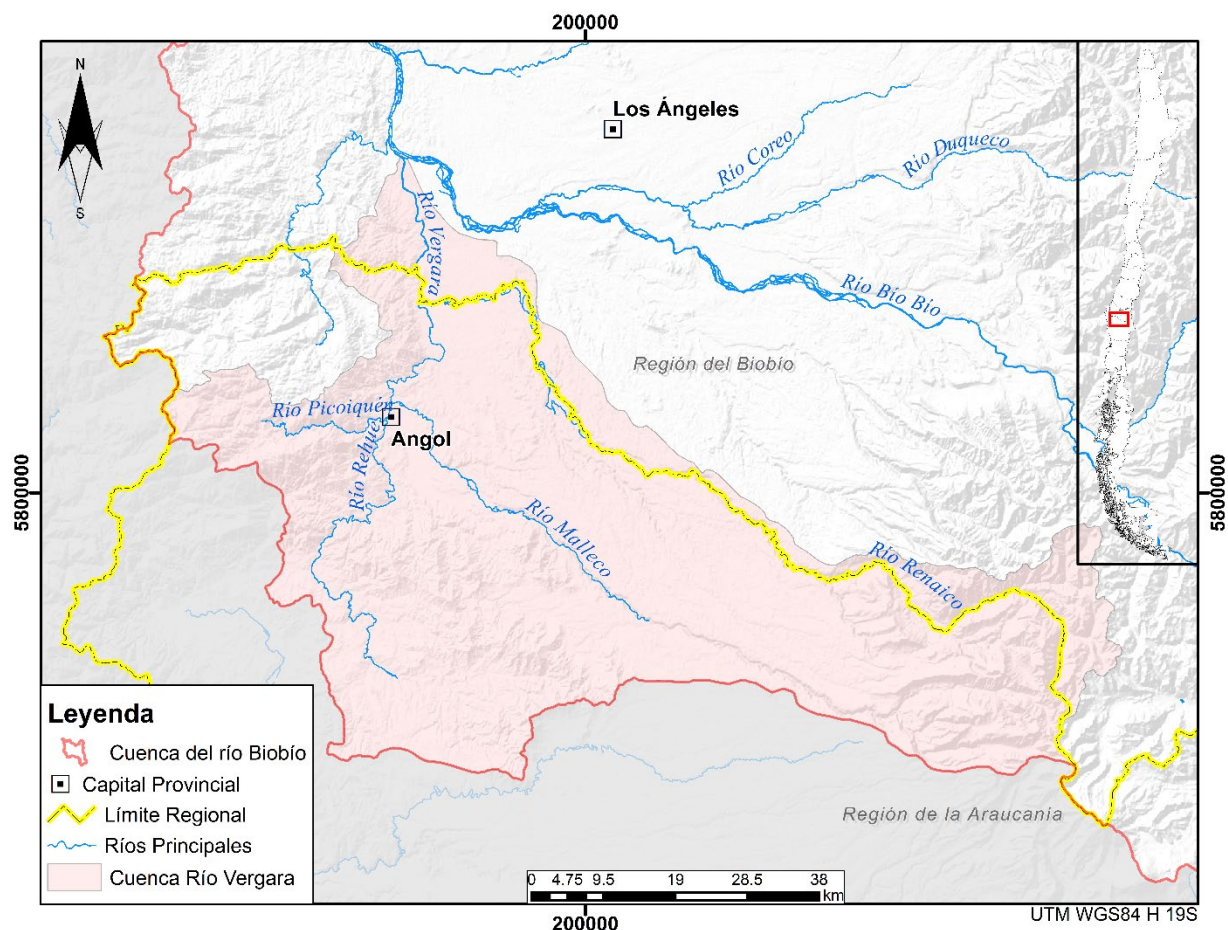 200000
N
S
Los Ángeles
Río Coreo
Río Duqueco
Río Vergara
Río Bío Bio
Región del Biobío
Río Picoiquén
Angol
Río Rehue
5800000
5800000
Río Malleco
Río Renaico
Leyenda
Cuenca del río Biobío
Capital Provincial
Límite Regional
Ríos Principales
Cuenca Río Vergara
Región de la Araucanía
0 4.75 9.5 19 28.5 38
km
200000
UTM WGS84 H 19S